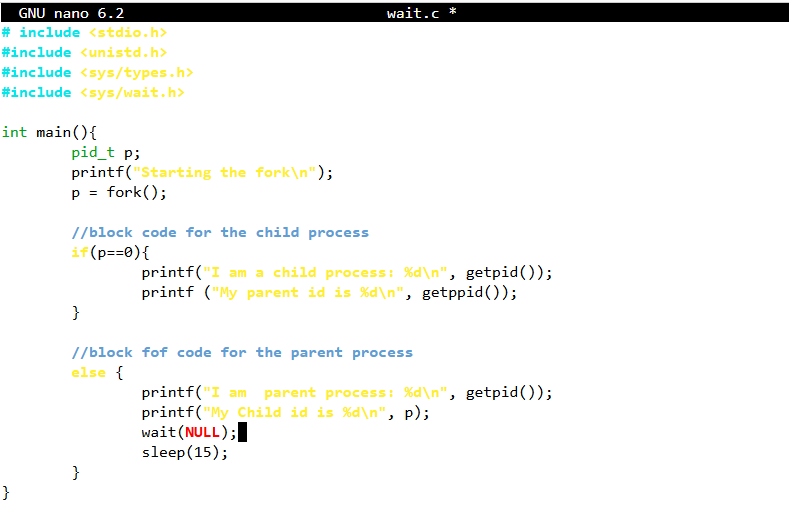 GNU nano 6.2 wait.c *
# include <stdio.h>
#include <unistd.h>
#include <sys/types.h>
#include <sys/wait.h>
int main(){
pid_t p;
printf("Starting the fork\n");
p = fork();
//block code for the child process
if(p==0){
printf("I am a child process: %d\n", getpid());
printf ("My parent id is %d\n", getppid());
}
//block fof code for the parent process
else {
printf("I am  parent process: %d\n", getpid());
printf("My Child id is %d\n", p);
wait(NULL);
sleep(15);
}
}